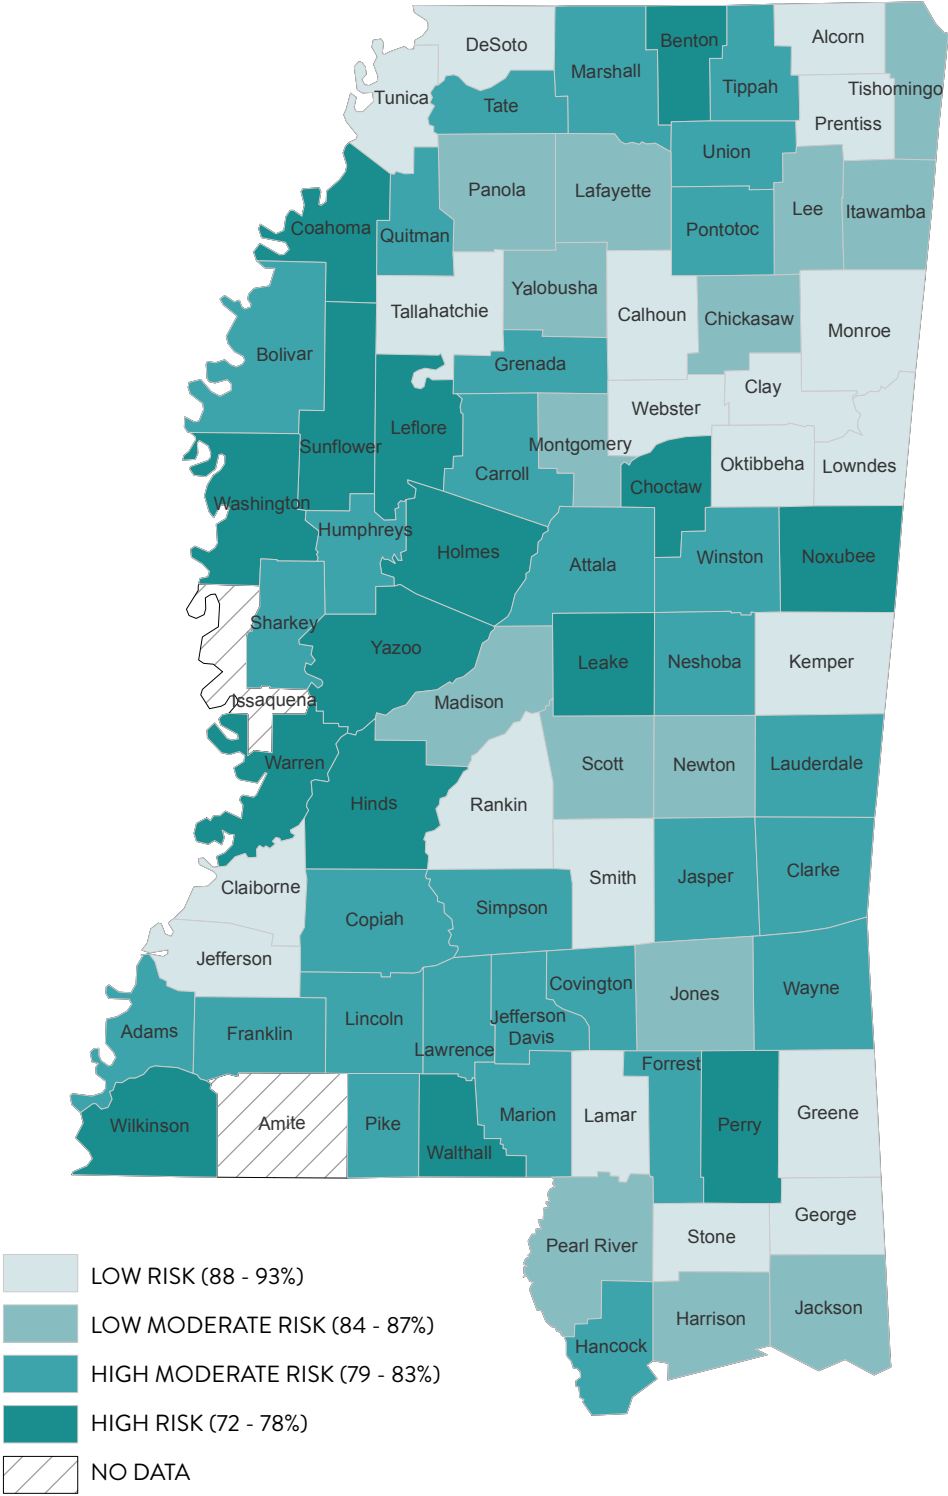 DeSoto
Benton
Alcorn
Marshall
Tippah
Tishomingo
Tunica
Tate
Prentiss
Union
Panola
Lafayette
Lee
Itawamba
Coahoma
Quitman
Pontotoc
Yalobusha
Tallahatchie
Calhoun
Chickasaw
Monroe
Bolivar
Grenada
Clay
Webster
Leflore
Sunflower
Montgomery
Carroll
Oktibbeha
Lowndes
Choctaw
Washington
Humphreys
Holmes
Attala
Winston
Noxubee
Sharkey
Yazoo
Leake
Neshoba
Kemper
Issaquena
Madison
Warren
Scott
Newton
Lauderdale
Hinds
Rankin
Smith
Jasper
Clarke
Claiborne
Copiah
Simpson
Jefferson
Covington
Jones
Wayne
Adams
Franklin
Lincoln
Jefferson
Davis
Lawrence
Forrest
Wilkinson
Amite
Pike
Walthall
Marion
Lamar
Perry
Greene
George
Stone
Pearl River
Jackson
Harrison
Hancock
LOW RISK (88 - 93%)
LOW MODERATE RISK (84 - 87%)
HIGH MODERATE RISK (79 - 83%)
HIGH RISK (72 - 78%)
NO DATA